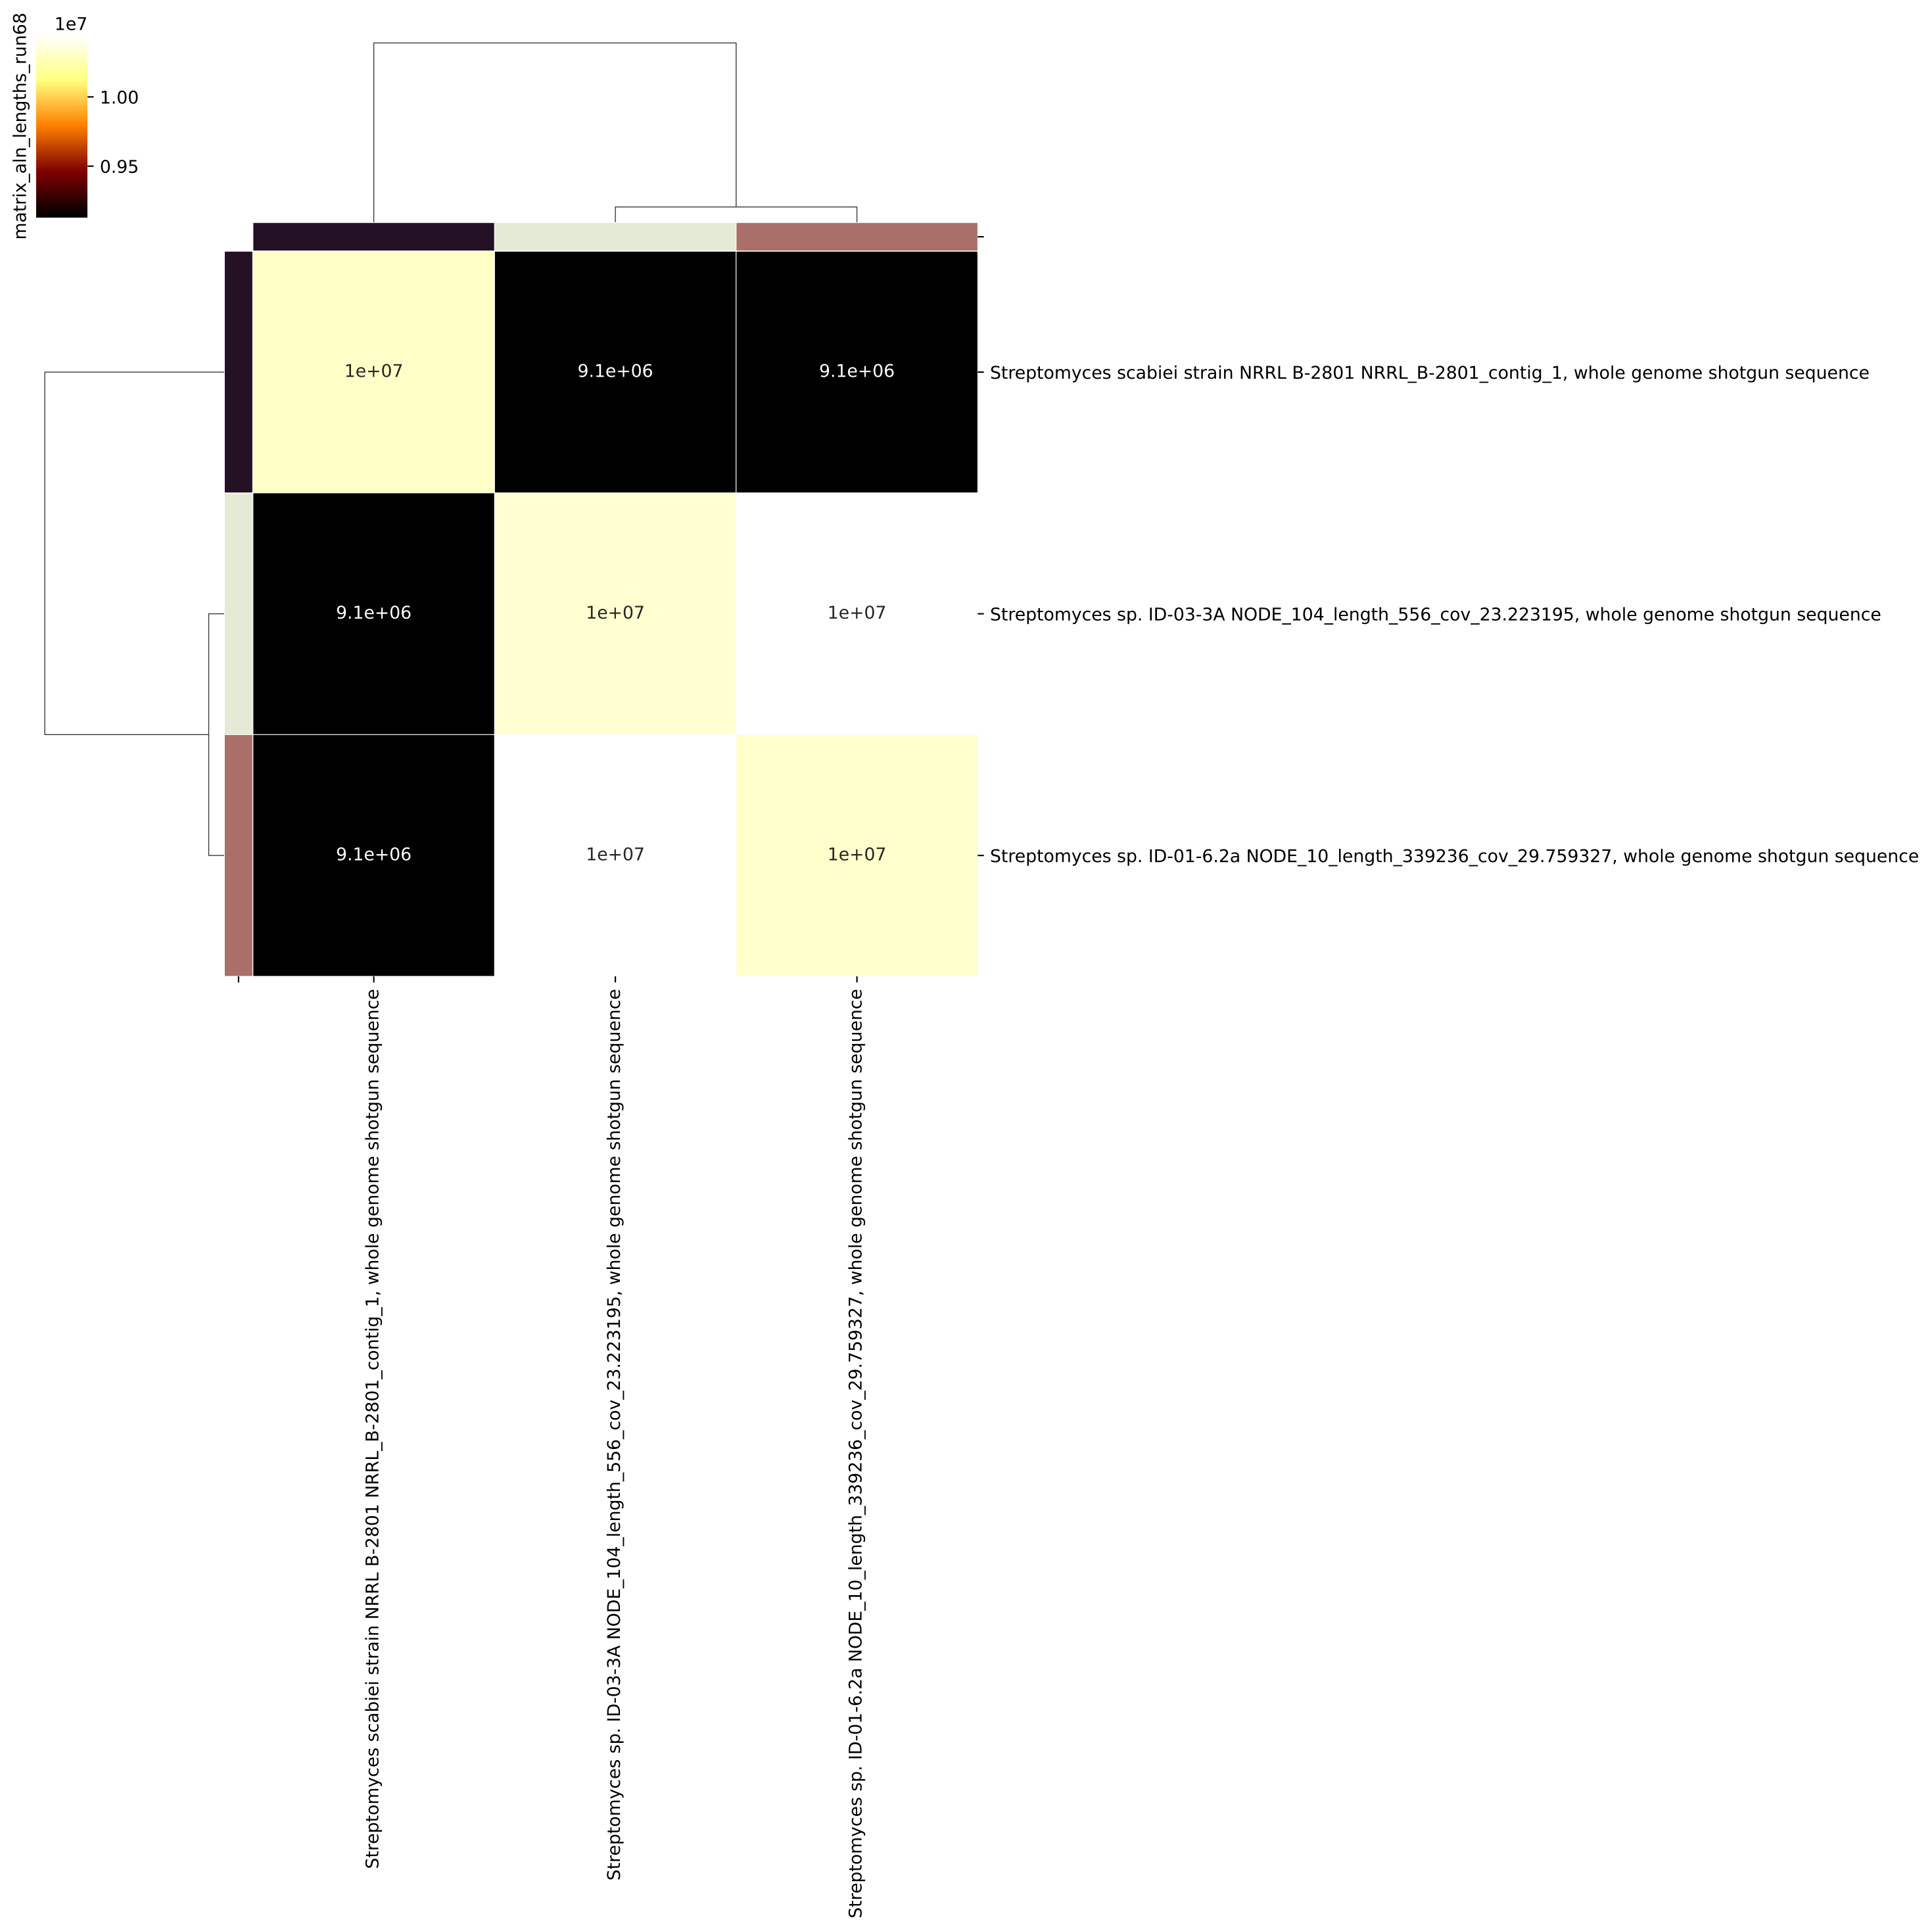 matrix_aln_lengths_run68
1e7
1.00
0.95
1e+07 9.1e+06 9.1e+06
Streptomyces scabiei strain NRRL B-2801 NRRL_B-2801_contig_1, whole genome shotgun sequence
9.1e+06 1e+07 1e+07
Streptomyces sp. ID-03-3A NODE_104_length_556_cov_23.223195, whole genome shotgun sequence
9.1e+06 1e+07 1e+07
Streptomyces sp. ID-01-6.2a NODE_10_length_339236_cov_29.759327, whole genome shotgun sequence
Streptomyces scabiei strain NRRL B-2801 NRRL_B-2801_contig_1, whole genome shotgun sequence
Streptomyces sp. ID-03-3A NODE_104_length_556_cov_23.223195, whole genome shotgun sequence
Streptomyces sp. ID-01-6.2a NODE_10_length_339236_cov_29.759327, whole genome shotgun sequence